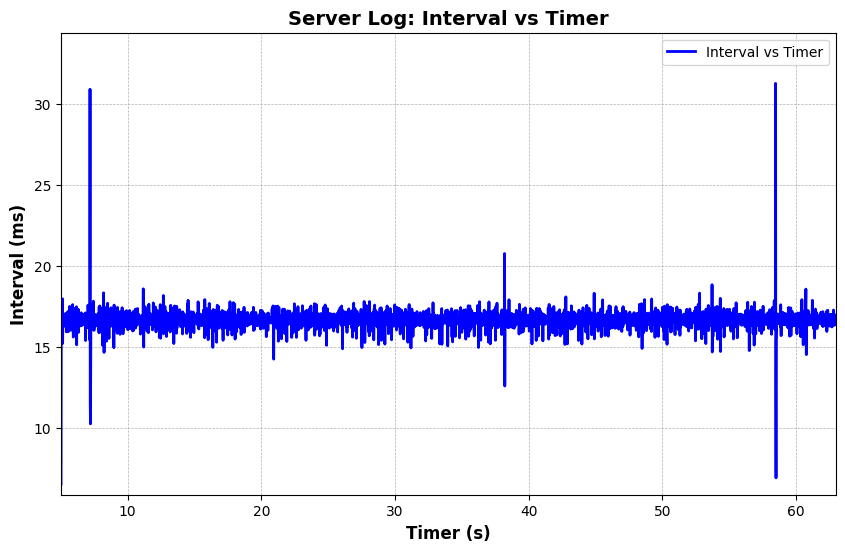 Server Log: Interval vs Timer
Interval vs Timer
30
25
20
15
10
Interval (ms)
10 20 30 40 50 60
Timer (s)